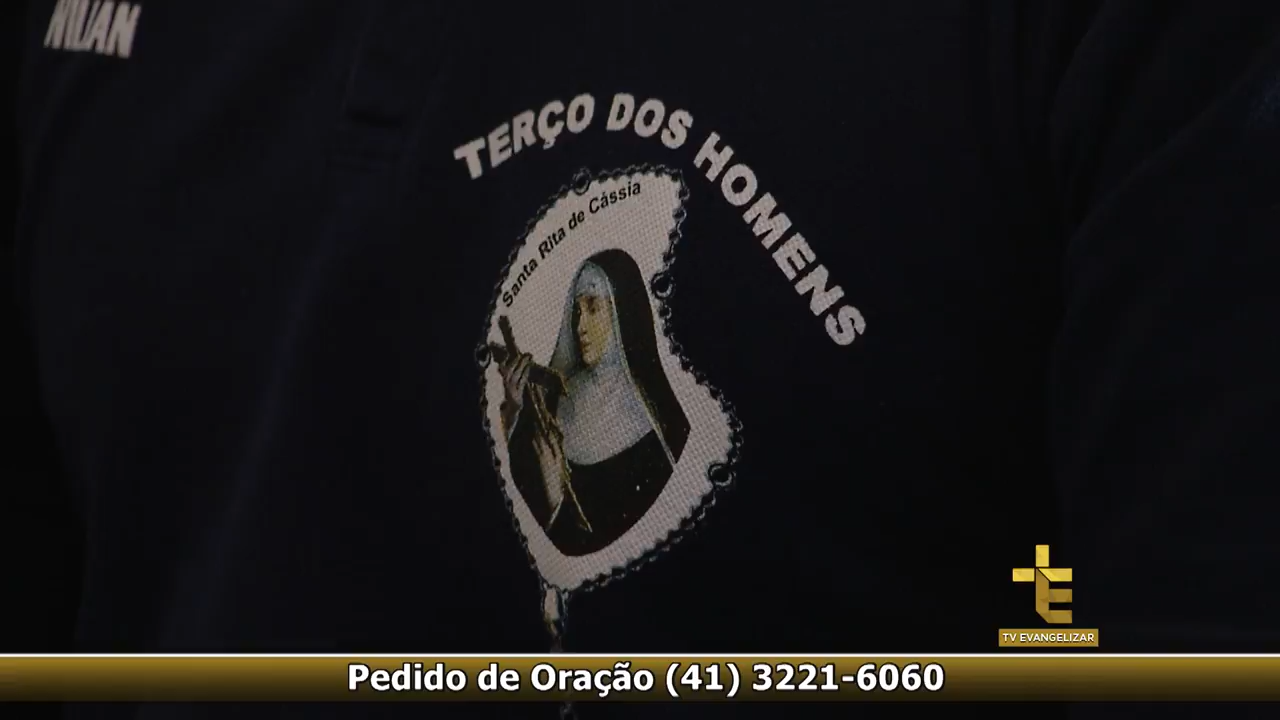 TERÇO DOS HOMENS
Santa Rita de Cássia
TV EVANGELIZAR
Pedido de Oração (41) 3221-6060